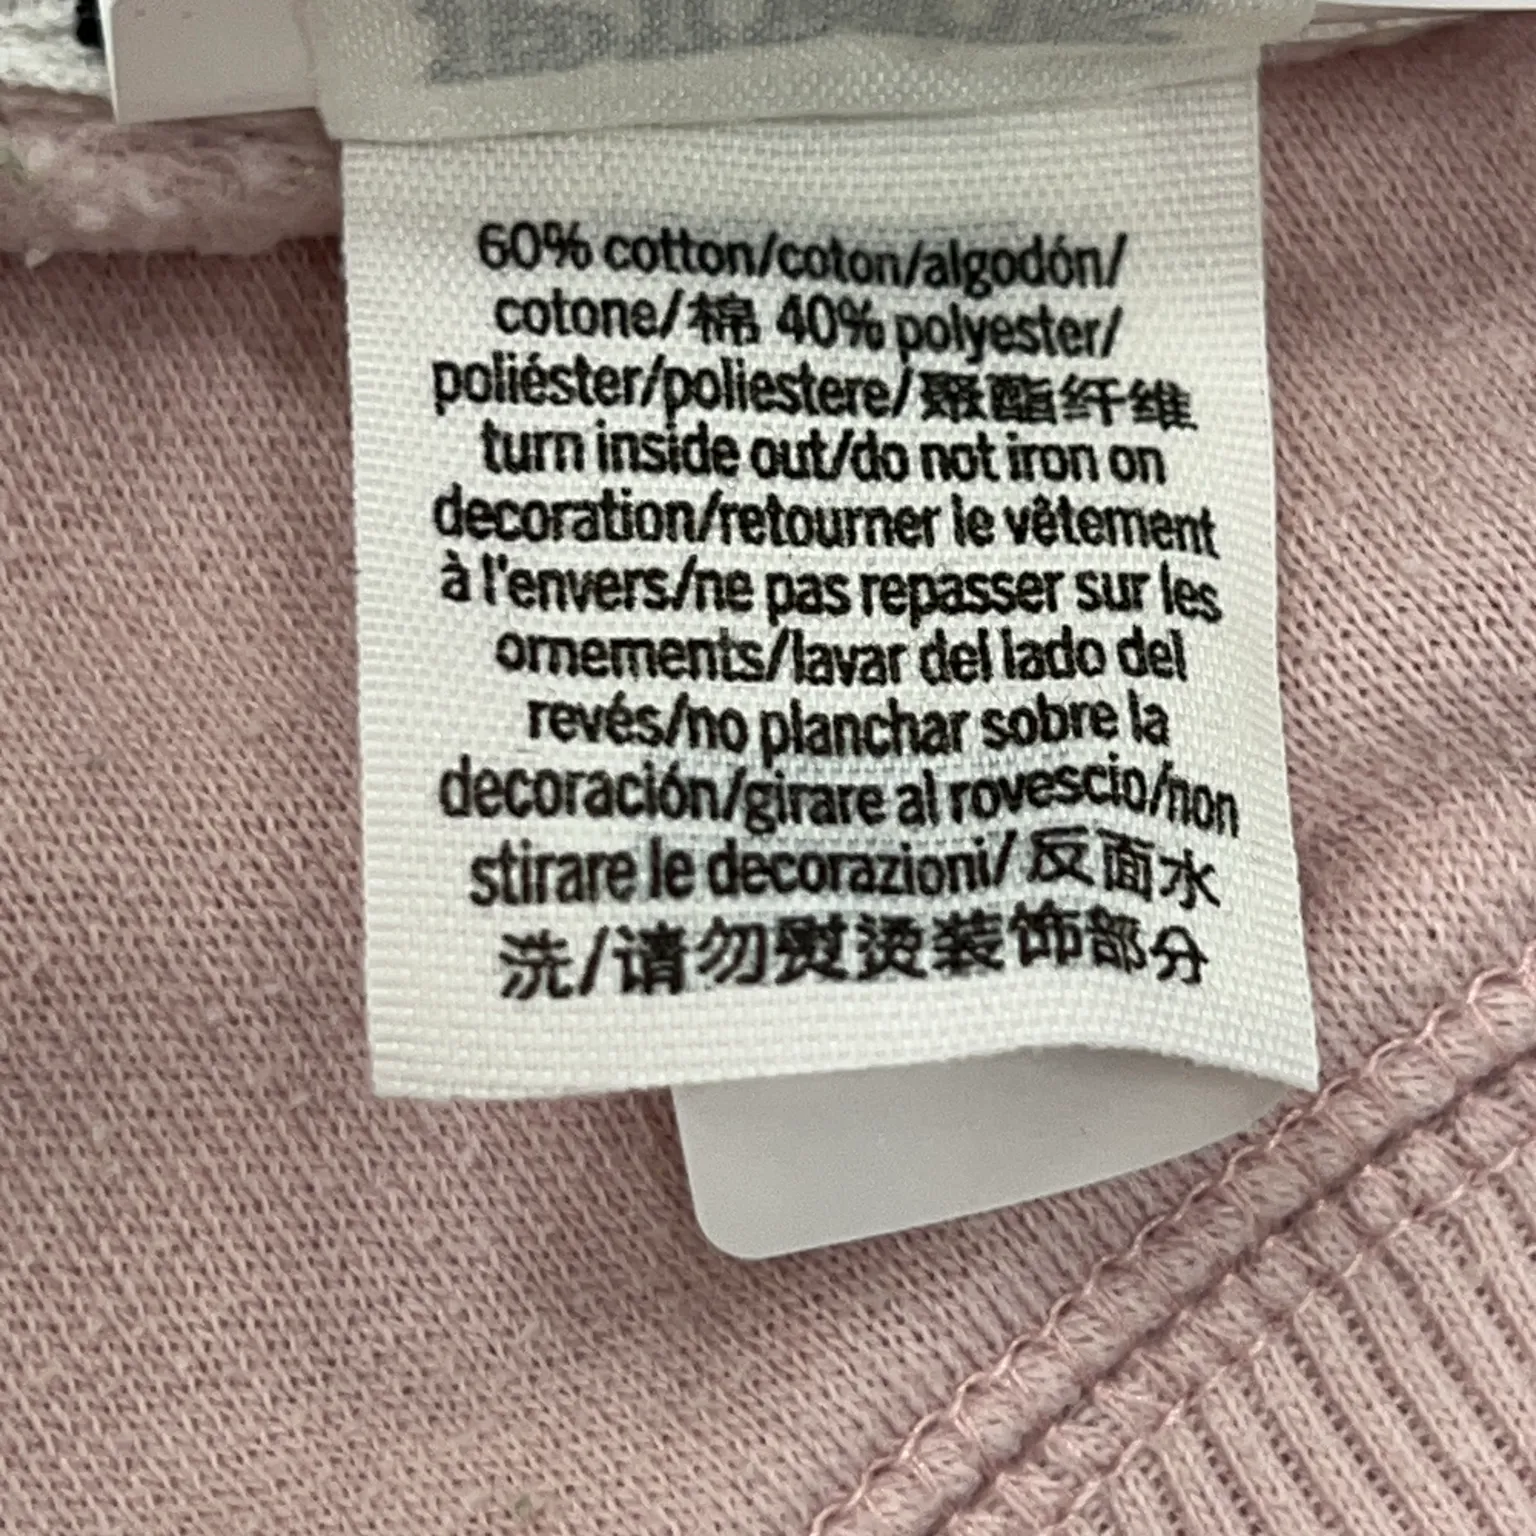 60% cotton/coton/algodón/
cotone/棉 40% polyester/
poliéster/poliestere/聚酯纤维
turn inside out/do not iron on
decoration/retourner le vêtement
à l'envers/ne pas repasser sur les
ornements/lavar del lado del
revés/no planchar sobre la
decoración/girare al rovescio/non
stirare le decorazioni/反面水
洗/请勿熨烫装饰部分